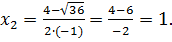 x₂ = (4−√36)/(2·(−1)) = (4−6)/(−2) = 1.